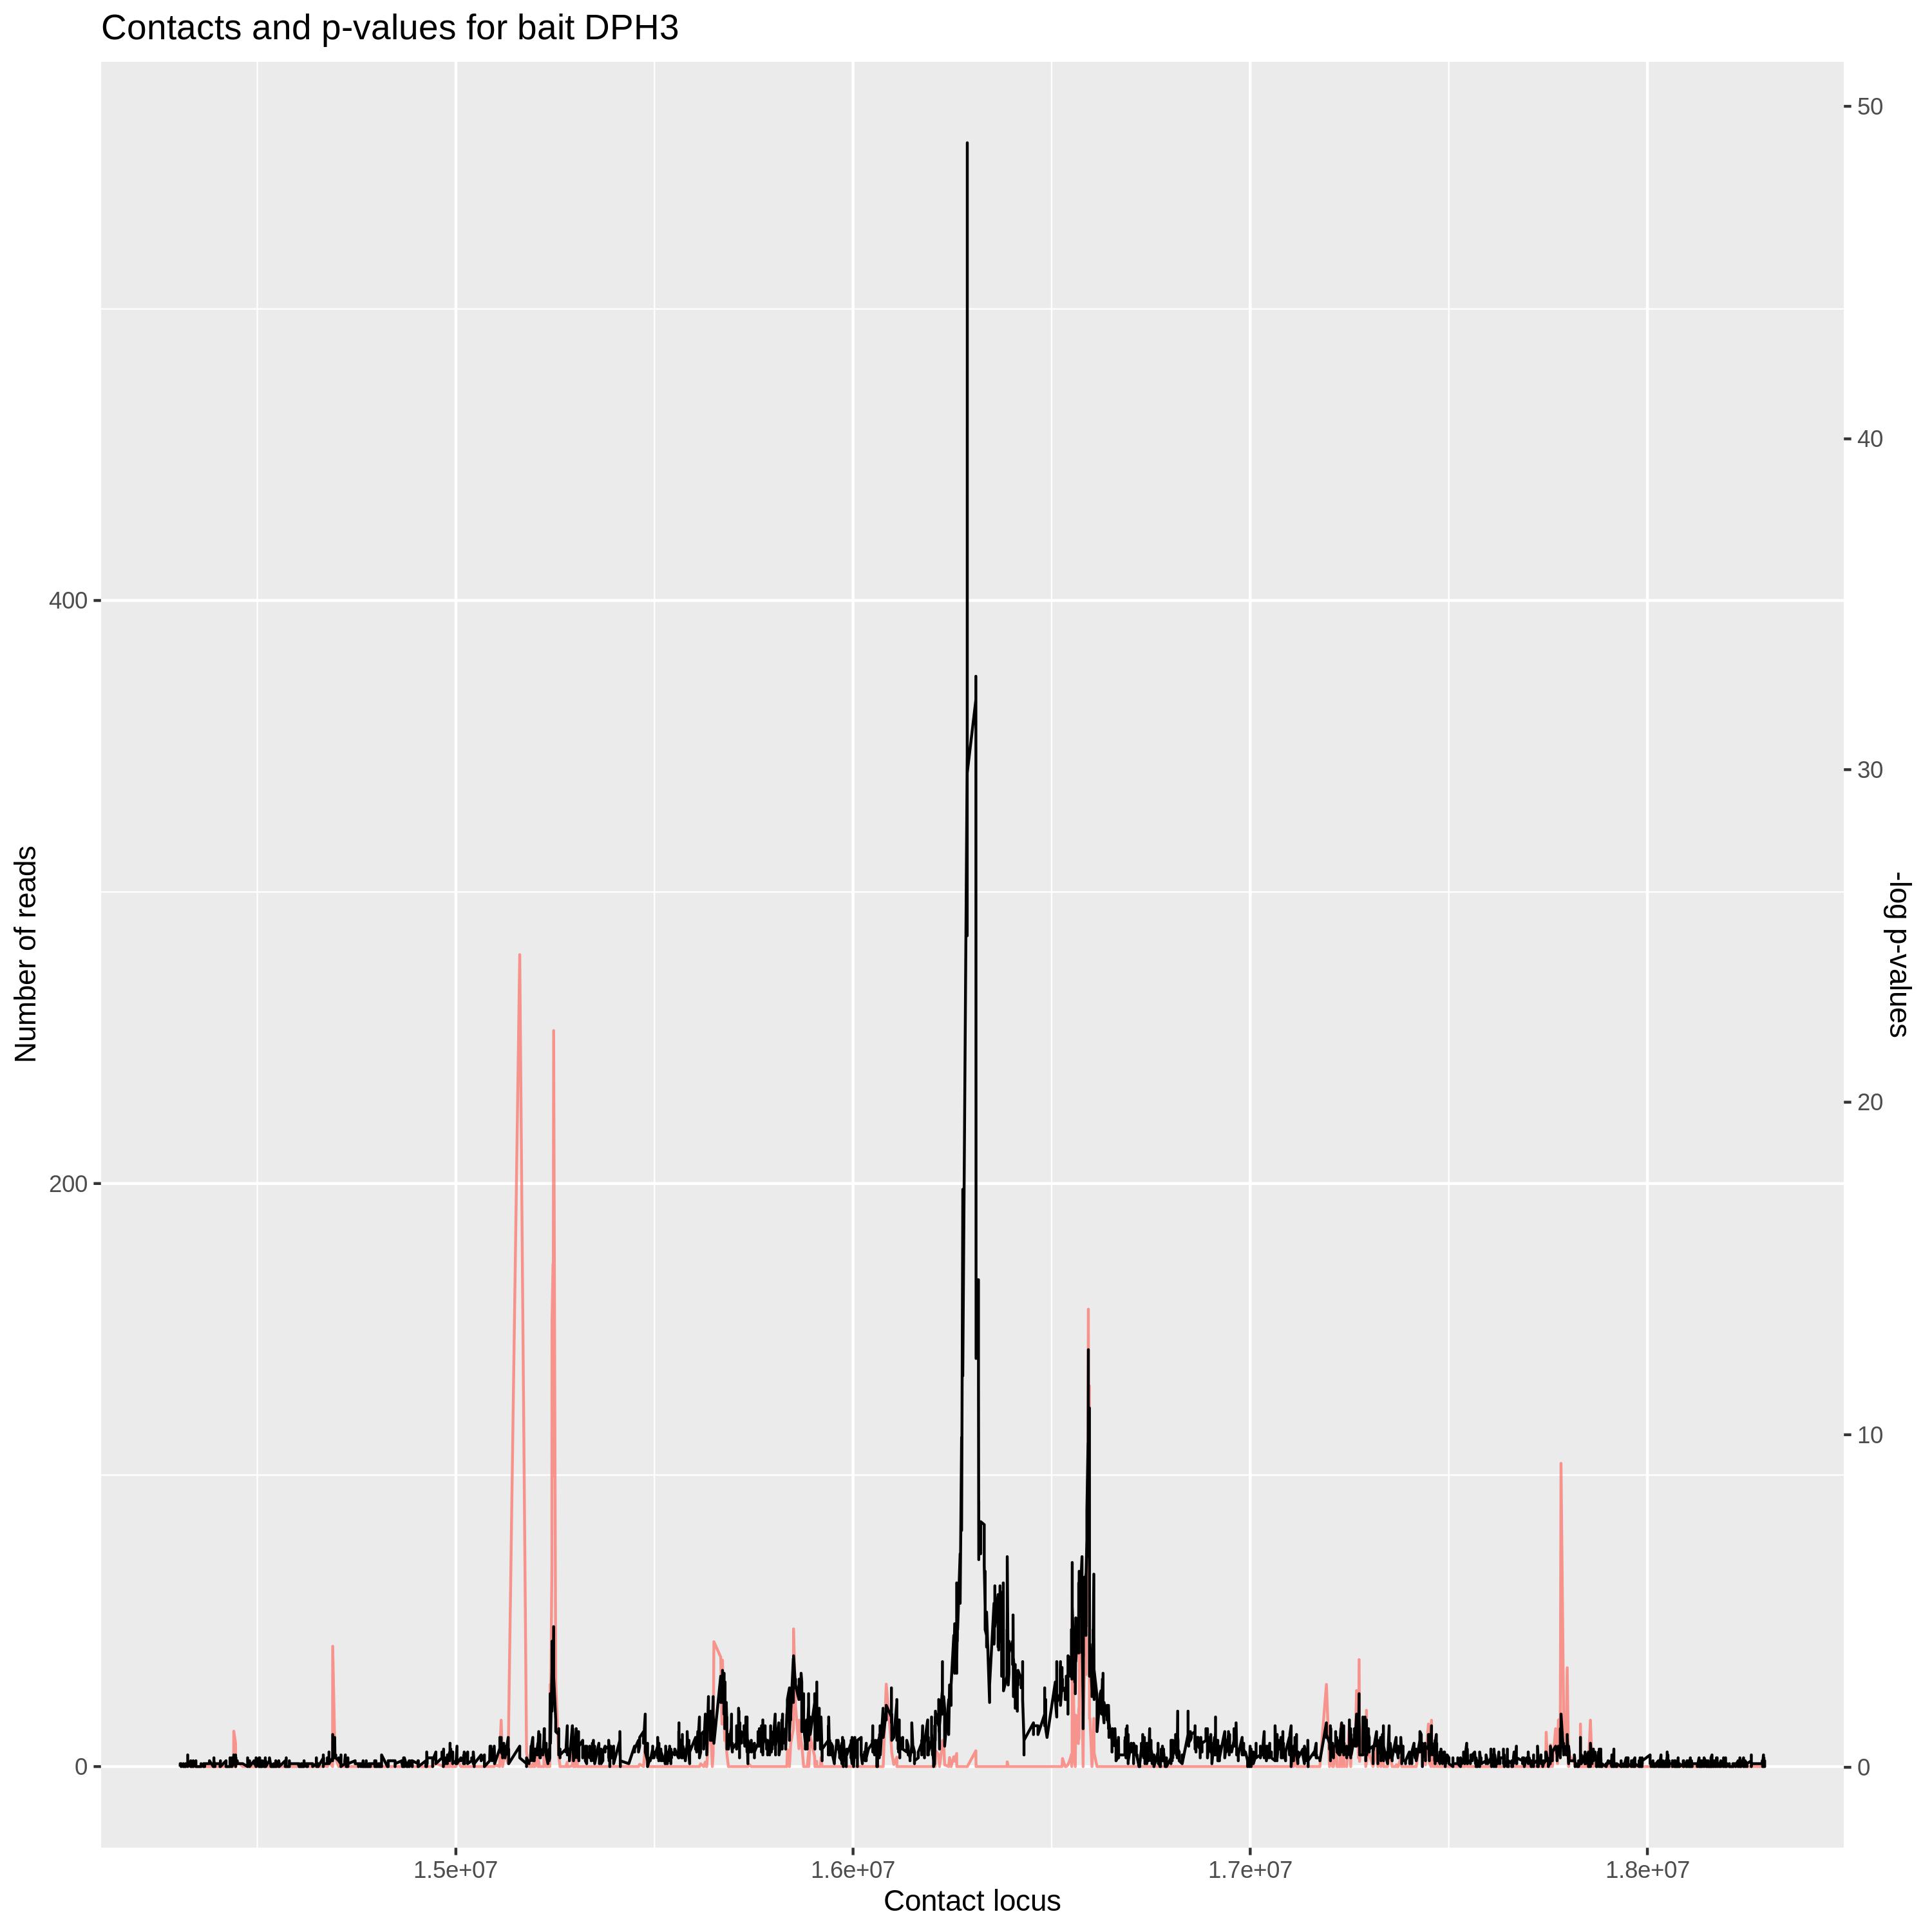 Contacts and p-values for bait DPH3
Number of reads
400
200
0
50
40
30
20
10
0
-log p-values
1.5e+07
1.6e+07
1.7e+07
1.8e+07
Contact locus